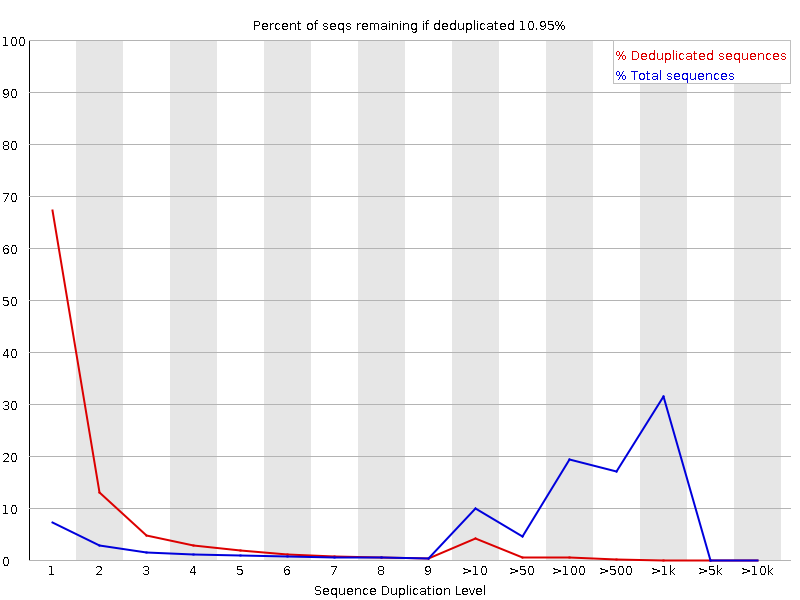 Percent of seqs remaining if deduplicated 10.95%
% Deduplicated sequences
% Total sequences
100
90
80
70
60
50
40
30
20
10
0
1 2 3 4 5 6 7 8 9 >10 >50 >100 >500 >1k >5k >10k
Sequence Duplication Level